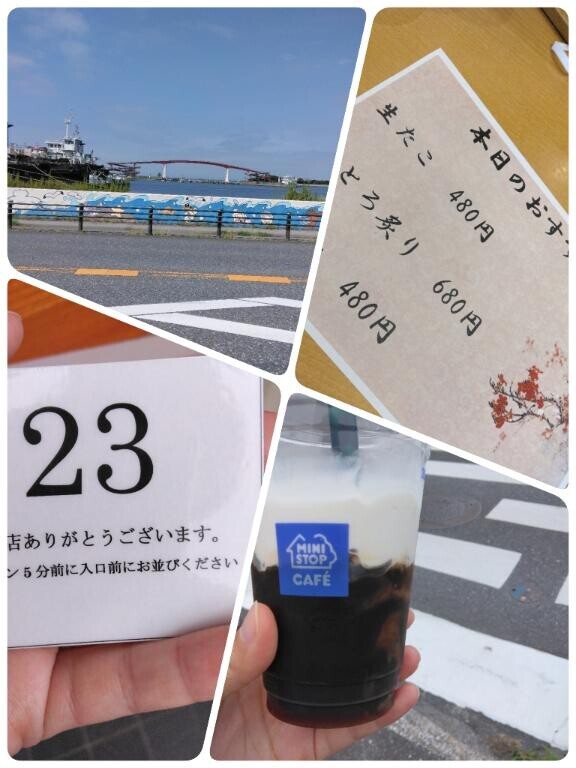 本日のおす
生たこ
480円
とろ炙り
680円
480円
23
店ありがとうございます。
ン5分前に入口前にお並びください
MINI
STOP
CAFÉ